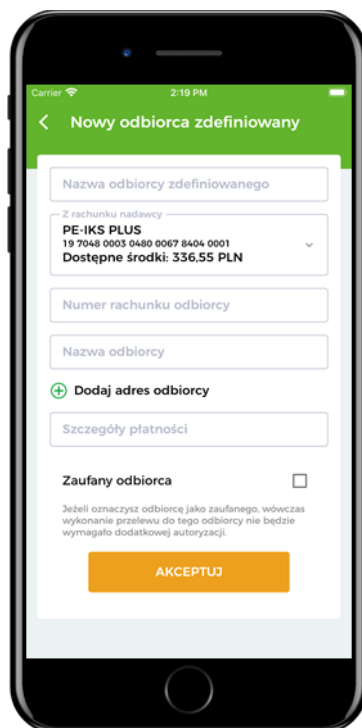 Carrier 2:19 PM
Nowy odbiorca zdefiniowany
Nazwa odbiorcy zdefiniowanego
Z rachunku nadawcy
PE-IKS PLUS
19 7048 0003 0480 0067 8404 0001
Dostępne środki: 336,55 PLN
Numer rachunku odbiorcy
Nazwa odbiorcy
Dodaj adres odbiorcy
Szczegóły płatności
Zaufany odbiorca
Jeżeli oznaczysz odbiorcę jako zaufanego, wówczas
wykonanie przelewu do tego odbiorcy nie będzie
wymagało dodatkowej autoryzacji.
AKCEPTUJ